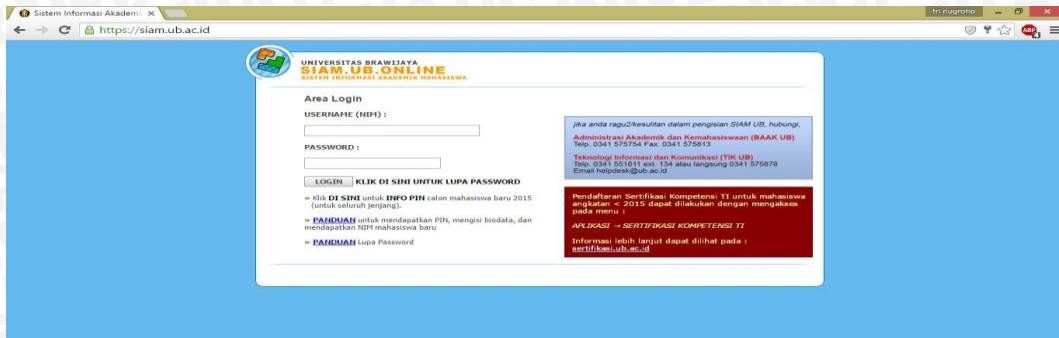 Sistem Informasi Akadem
tri nugroho
https://siam.ub.ac.id
ABP
UNIVERSITAS BRAWIJAYA
SIAM.UB.ONLINE
SISTEM INFORMASI AKADEMIK MAHASISWA
Area Login
USERNAME (NIM) :
PASSWORD :
LOGIN KLIK DI SINI UNTUK LUPA PASSWORD
» Klik DI SINI untuk INFO PIN calon mahasiswa baru 2015
(untuk seluruh jenjang).
» PANDUAN untuk mendapatkan PIN, mengisi biodata, dan
mendapatkan NIM mahasiswa baru
» PANDUAN Lupa Password
jika anda ragu2/kesulitan dalam pengisian SIAM UB, hubungi,
Administrasi Akademik dan Kemahasiswaan (BAAK UB)
Telp. 0341 575754 Fax. 0341 575813
Teknologi Informasi dan Komunikasi (TIK UB)
Telp. 0341 551611 ext. 134 atau langsung 0341 575878
Email helpdesk@ub.ac.id
Pendaftaran Sertifikasi Kompetensi TI untuk mahasiswa
angkatan < 2015 dapat dilakukan dengan mengakses
pada menu :
APLIKASI → SERTIFIKASI KOMPETENSI TI
Informasi lebih lanjut dapat dilihat pada :
sertifikasi.ub.ac.id